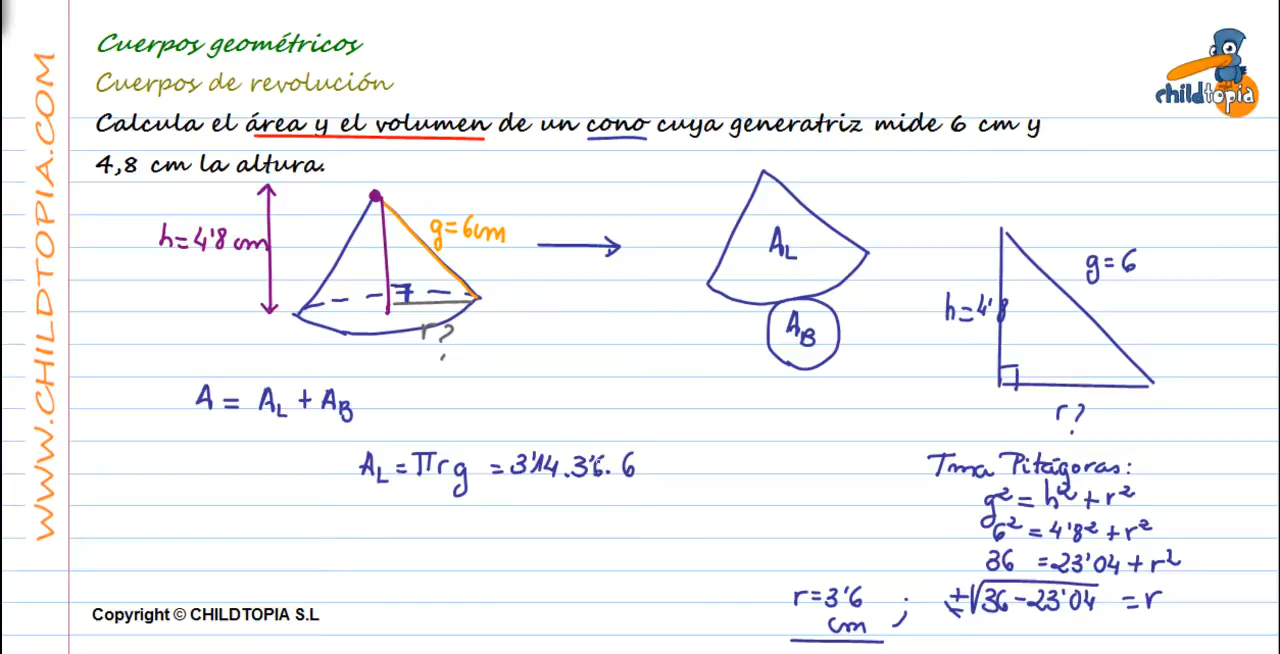 Cuerpos geométricos
Cuerpos de revolución
childtopia
Calcula el área y el volumen de un cono cuya generatriz mide 6 cm y
4,8 cm la altura.
WWW.CHILDTOPIA.COM
h=4'8 cm
g=6cm
r?
A_L
A_B
g=6
h=4'8
r?
A = A_L + A_B
A_L = πrg = 3'14.3'6.6
Tma Pitágoras:
g² = h² + r²
6² = 4'8² + r²
36 = 23'04 + r²
±√36-23'04 = r
r=3'6 cm ;
Copyright © CHILDTOPIA S.L